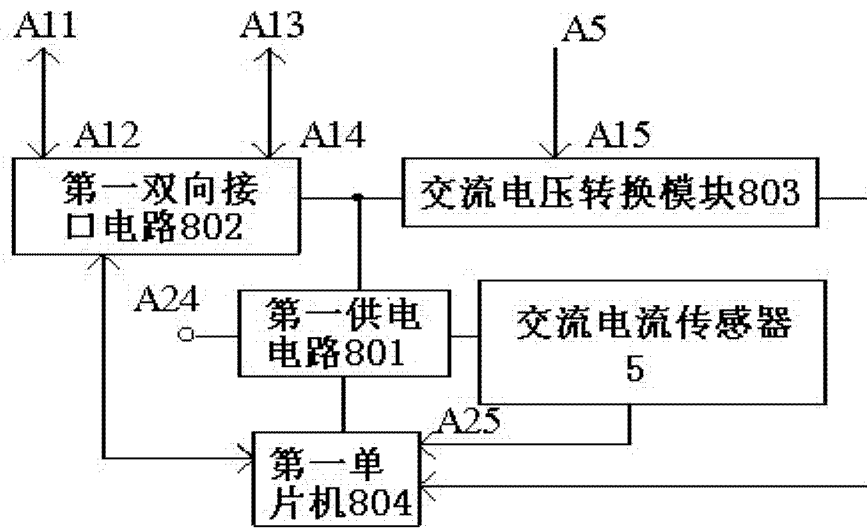 A11
A13
A5
A12
A14
A15
第一双向接
口电路802
交流电压转换模块803
A24
第一供电
电路801
交流电流传感器
5
A25
第一单
片机804